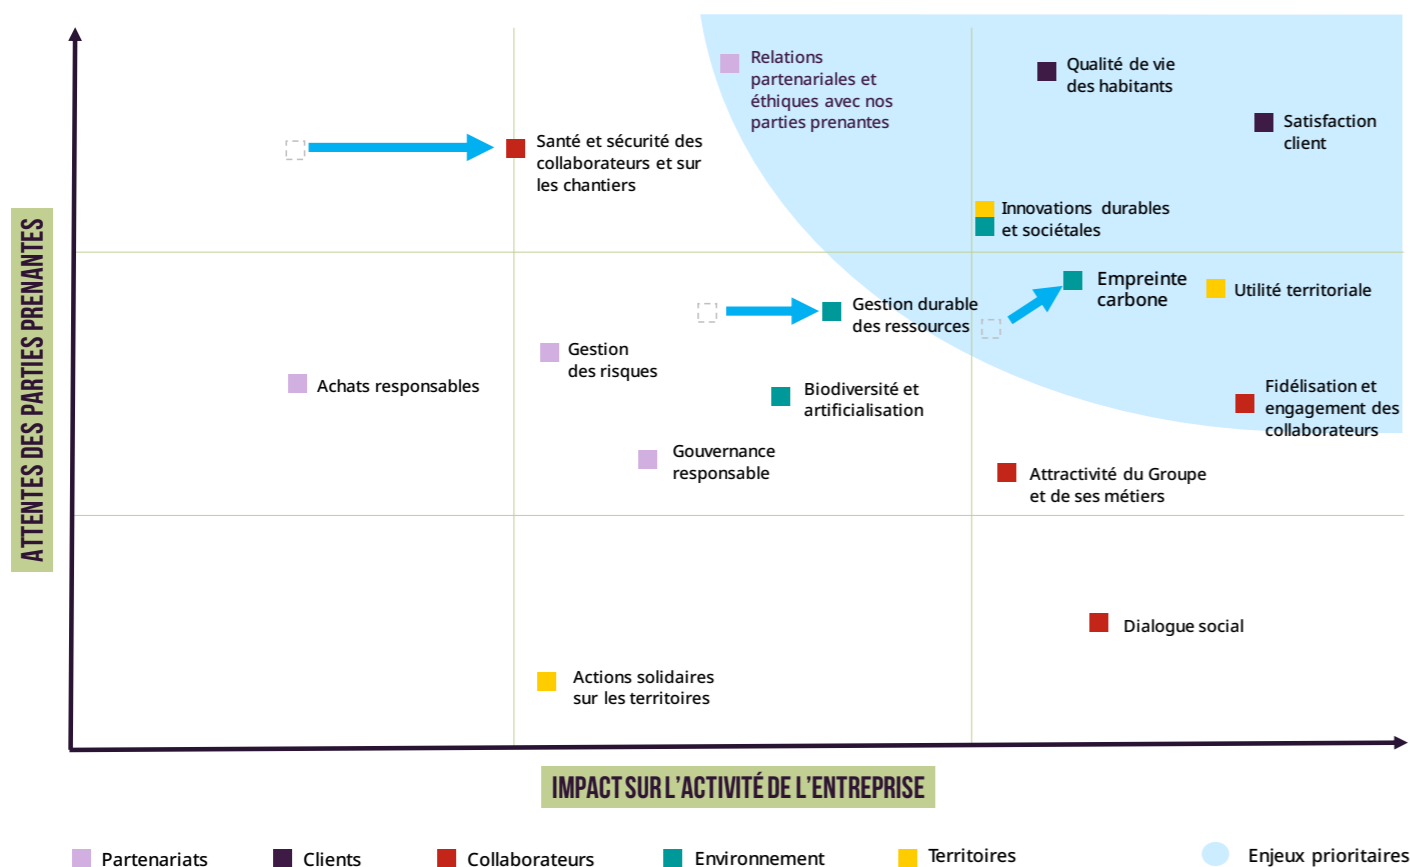 Relations
partenariales et
éthiques avec nos
parties prenantes
Qualité de vie
des habitants
Satisfaction
client
Santé et sécurité des
collaborateurs et sur
les chantiers
Innovations durables
et sociétales
Empreinte
carbone
Utilité territoriale
Gestion durable
des ressources
Gestion
des risques
Achats responsables
Biodiversité et
artificialisation
Fidélisation et
engagement des
collaborateurs
Gouvernance
responsable
Attractivité du Groupe
et de ses métiers
Dialogue social
Actions solidaires
sur les territoires
ATTENTES DES PARTIES PRENANTES
IMPACT SUR L'ACTIVITÉ DE L'ENTREPRISE
Partenariats
Clients
Collaborateurs
Environnement
Territoires
Enjeux prioritaires